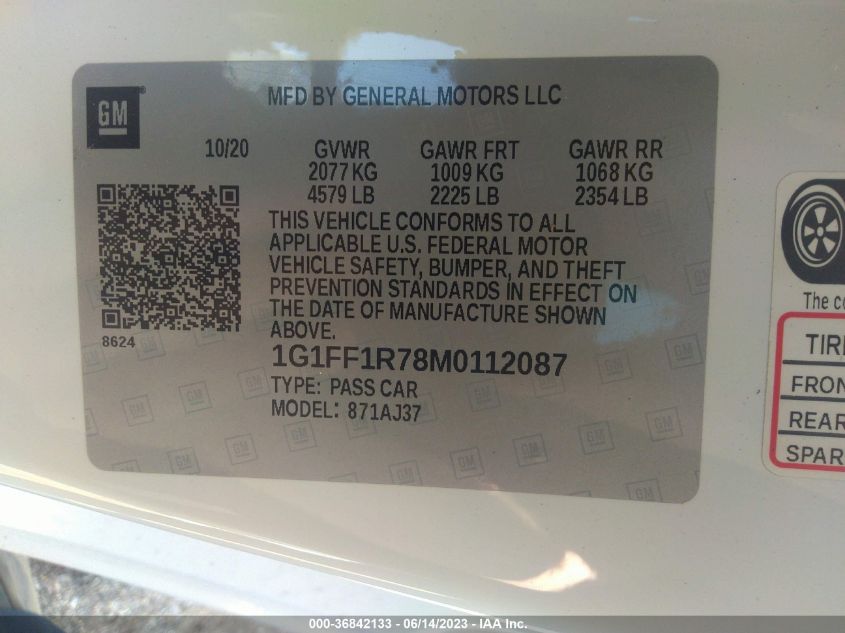 GM
MFD BY GENERAL MOTORS LLC
10/20 GVWR GAWR FRT GAWR RR
2077 KG 1009 KG 1068 KG
4579 LB 2225 LB 2354 LB
THIS VEHICLE CONFORMS TO ALL
APPLICABLE U.S. FEDERAL MOTOR
VEHICLE SAFETY, BUMPER, AND THEFT
PREVENTION STANDARDS IN EFFECT ON
THE DATE OF MANUFACTURE SHOWN
ABOVE.
8624
1G1FF1R78M0112087
TYPE: PASS CAR
MODEL: 871AJ37
The co
TIRE
FRON
REAR
SPAR
000-36842133 - 06/14/2023 - IAA Inc.